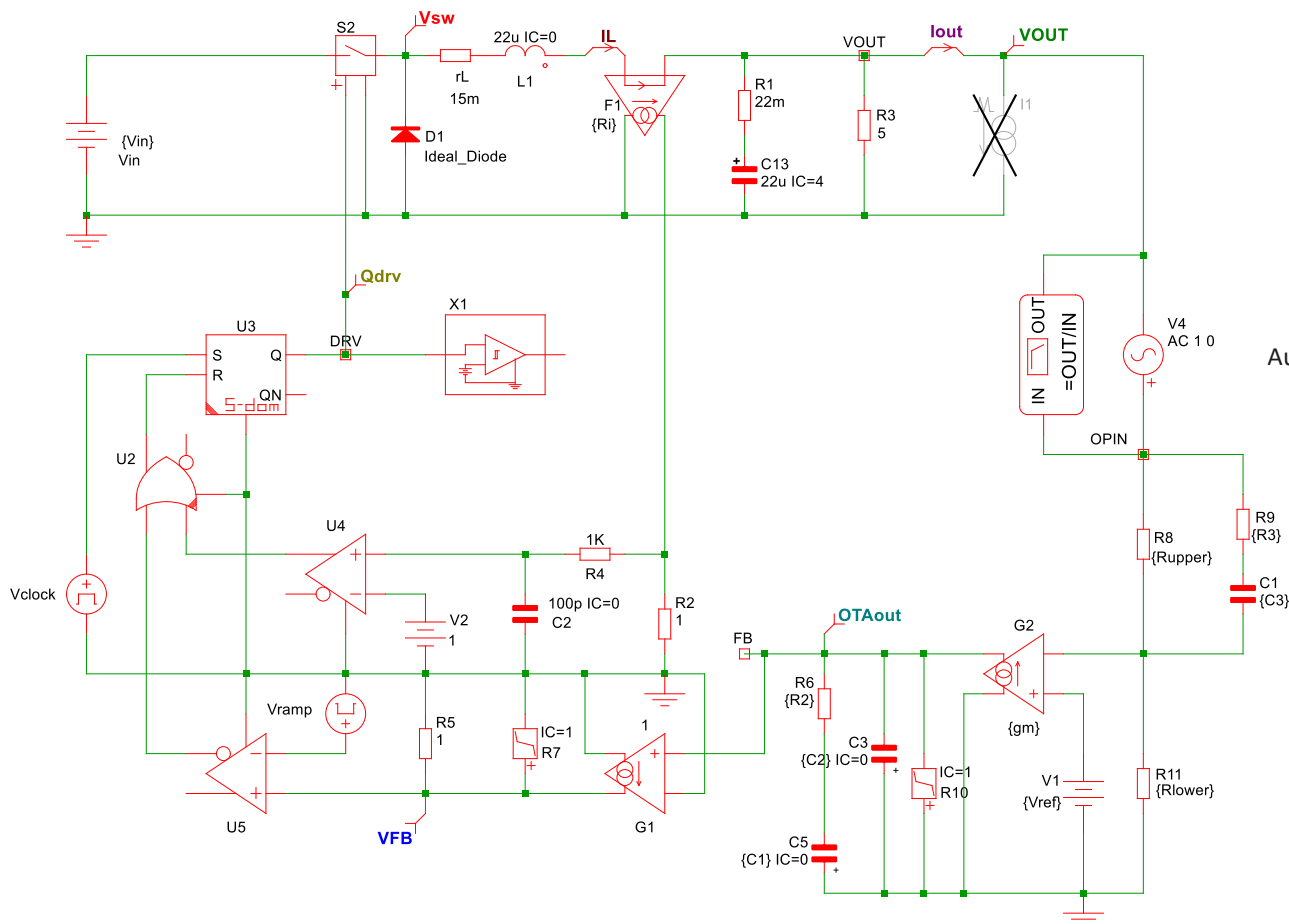 Vsw
S2
22u IC=0
IL
Iout
VOUT
VOUT
+
rL
L1
15m
F1
{Ri}
R1
22m
R3
5
I1
{Vin}
Vin
D1
Ideal_Diode
+
C13
22u IC=4
Qdrv
X1
U3
DRV
S
Q
R
QN
S-dom
OUT
IN
=OUT/IN
V4
AC 1 0
+
Au
OPIN
U2
U4
1K
R4
+
-
R9
{R3}
R8
{Rupper}
C1
{C3}
Vclock
+
100p IC=0
C2
V2
1
R2
1
OTAout
FB
G2
+
{gm}
R6
{R2}
Vramp
+
R5
1
IC=1
R7
+
1
+
G1
C3
{C2} IC=0
+
IC=1
R10
+
V1
{Vref}
R11
{Rlower}
-
+
U5
VFB
C5
{C1} IC=0
+